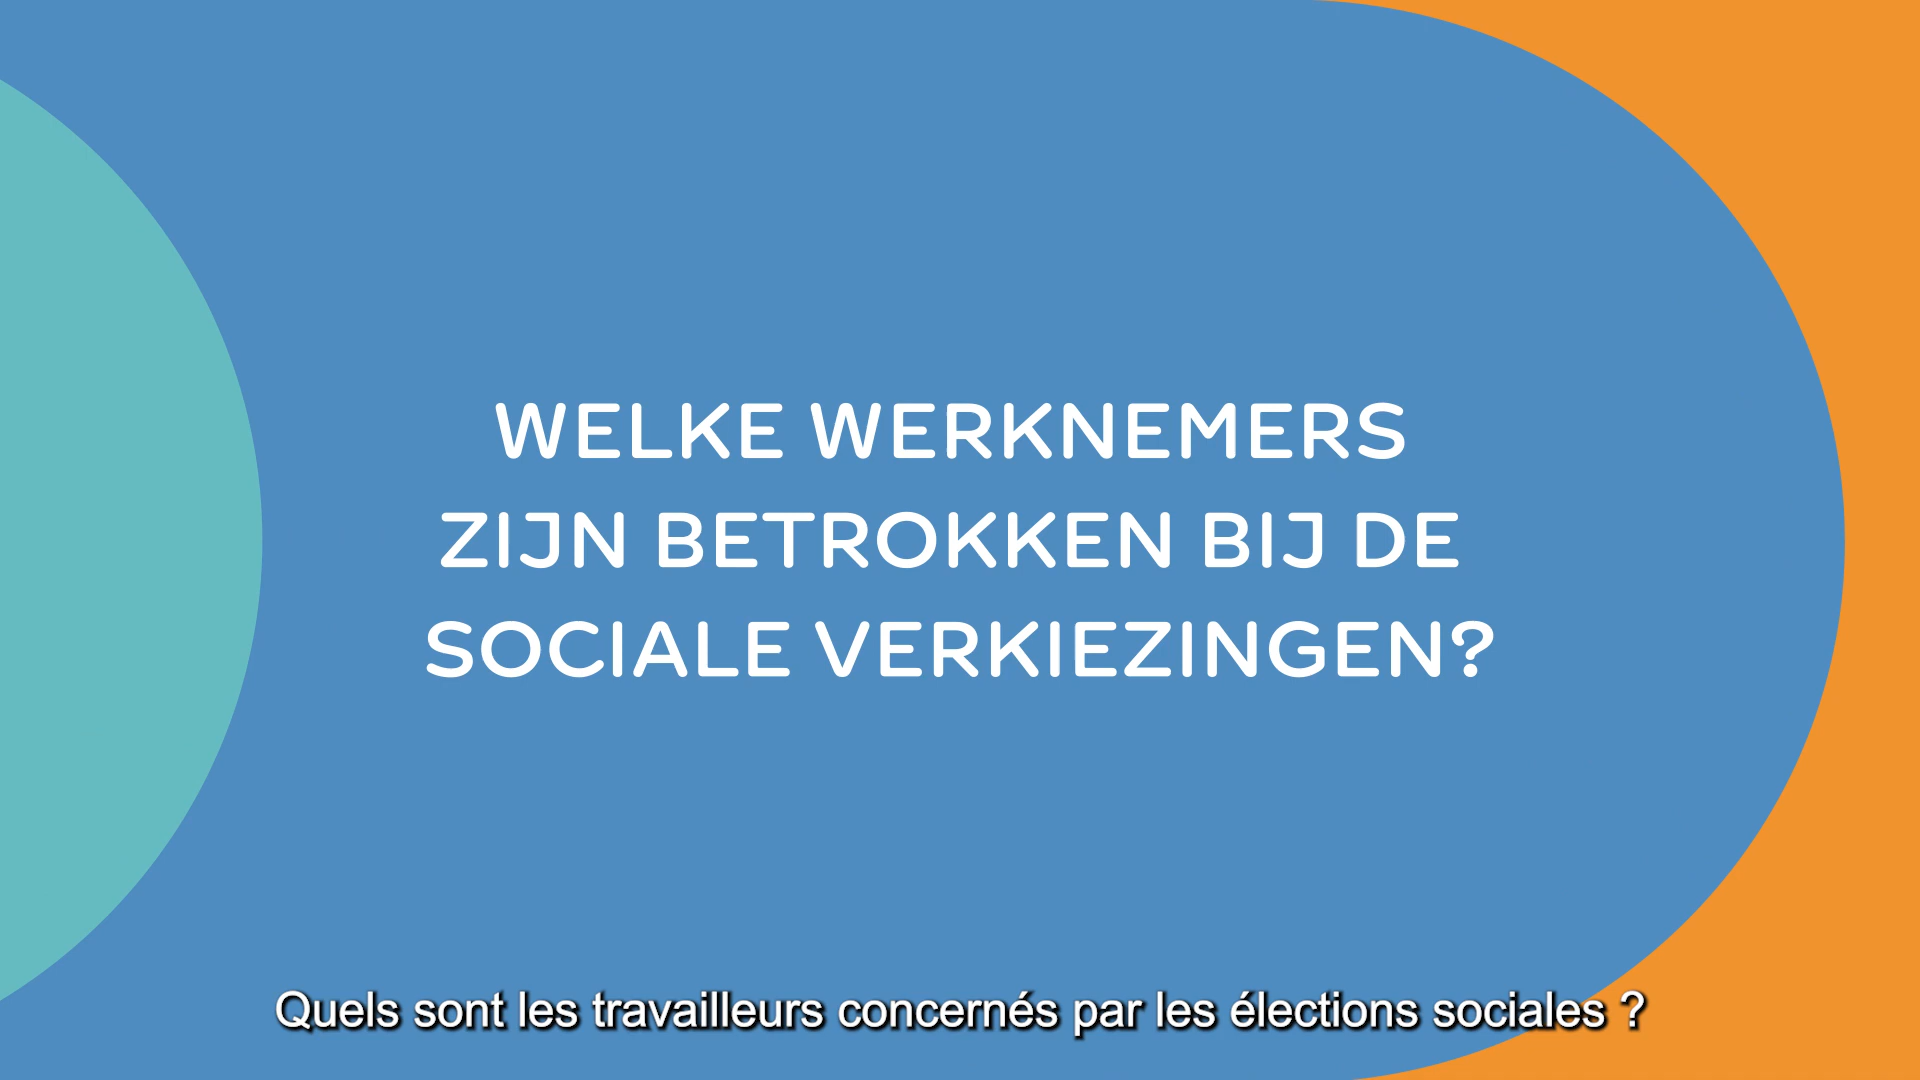 WELKE WERKNEMERS
ZIJN BETROKKEN BIJ DE
SOCIALE VERKIEZINGEN?
Quels sont les travailleurs concernés par les élections sociales ?